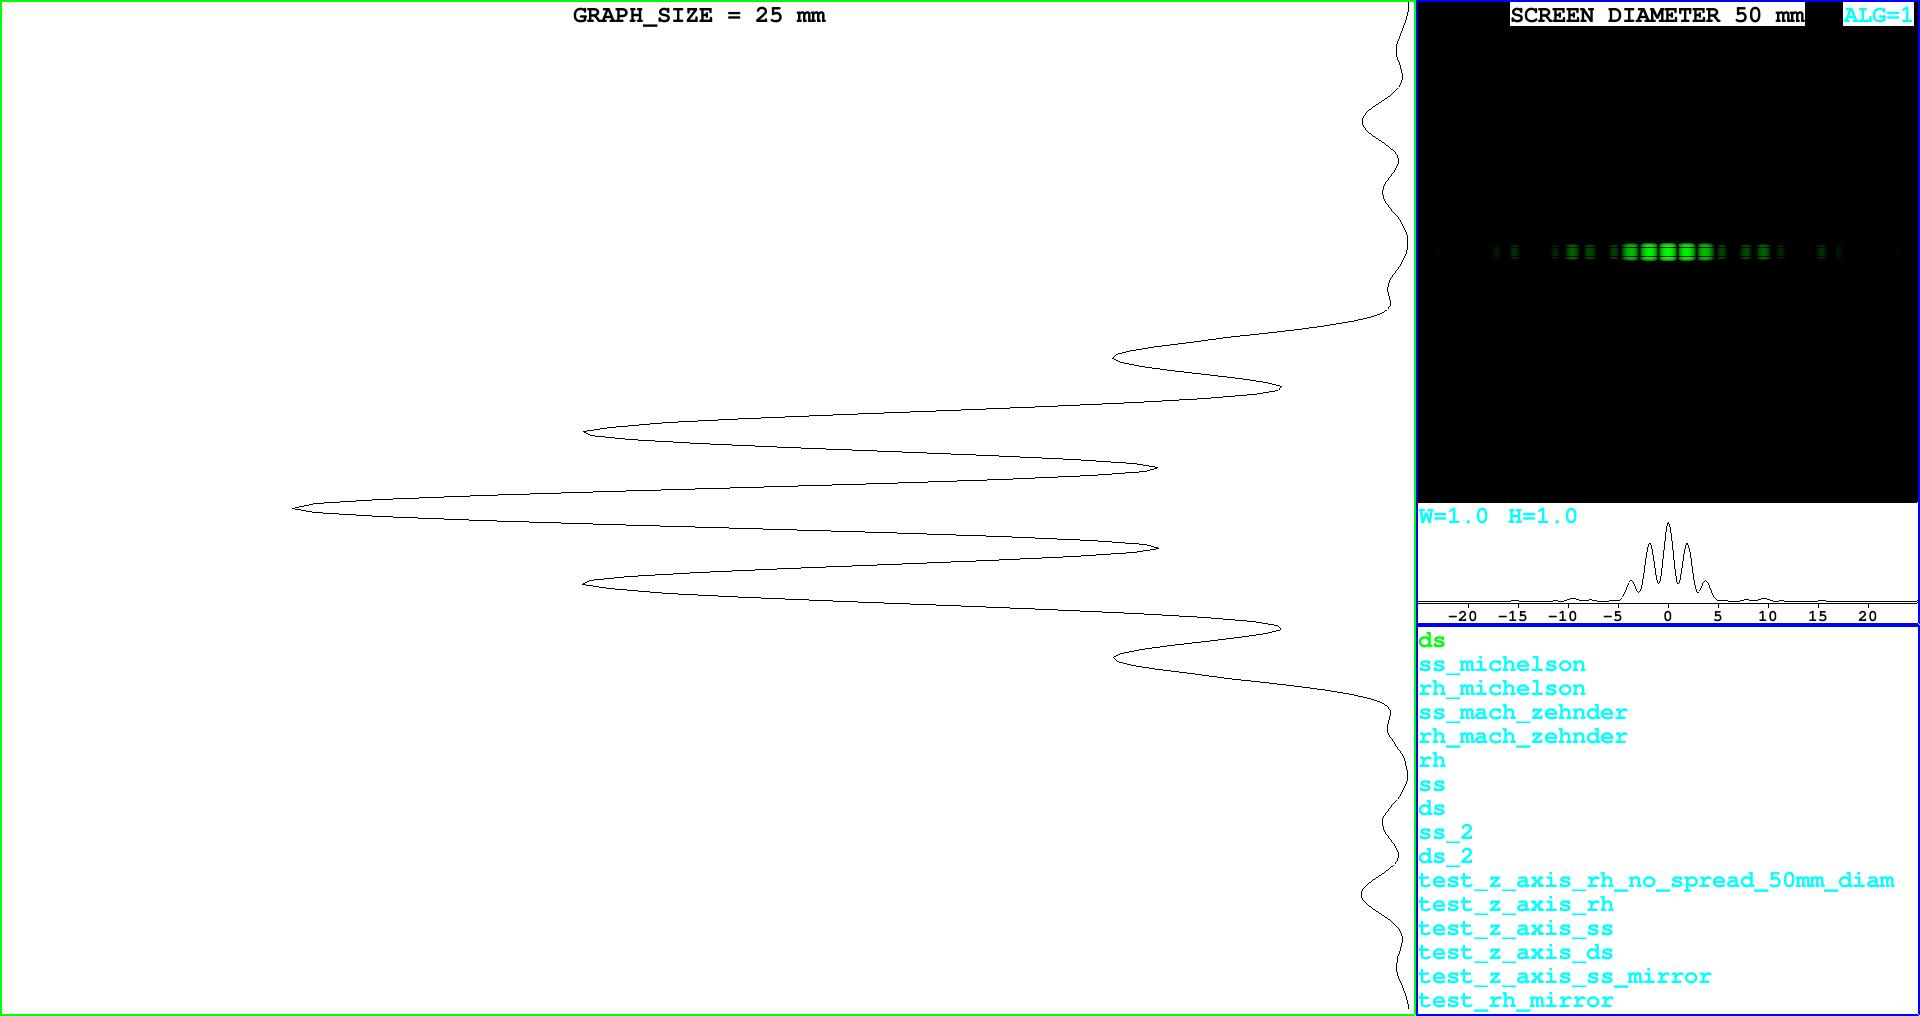 GRAPH_SIZE = 25 mm
SCREEN DIAMETER 50 mm ALG=1
W=1.0 H=1.0
-20 -15 -10 -5 0 5 10 15 20
ds
ss_michelson
rh_michelson
ss_mach_zehnder
rh_mach_zehnder
rh
ss
ds
ss_2
ds_2
test_z_axis_rh_no_spread_50mm_diam
test_z_axis_rh
test_z_axis_ss
test_z_axis_ds
test_z_axis_ss_mirror
test_rh_mirror